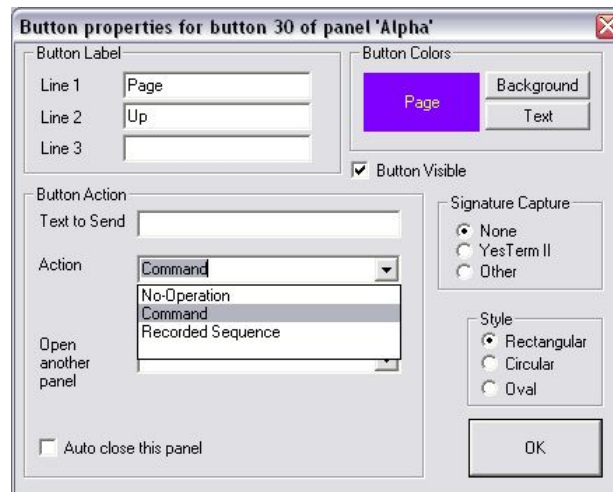 Button properties for button 30 of panel 'Alpha'
Button Label
Line 1 Page
Line 2 Up
Line 3
Button Colors
Page
Background
Text
Button Visible
Button Action
Text to Send
Action Command
No-Operation
Command
Recorded Sequence
Open
another
panel
Auto close this panel
Signature Capture
None
YesTerm II
Other
Style
Rectangular
Circular
Oval
OK